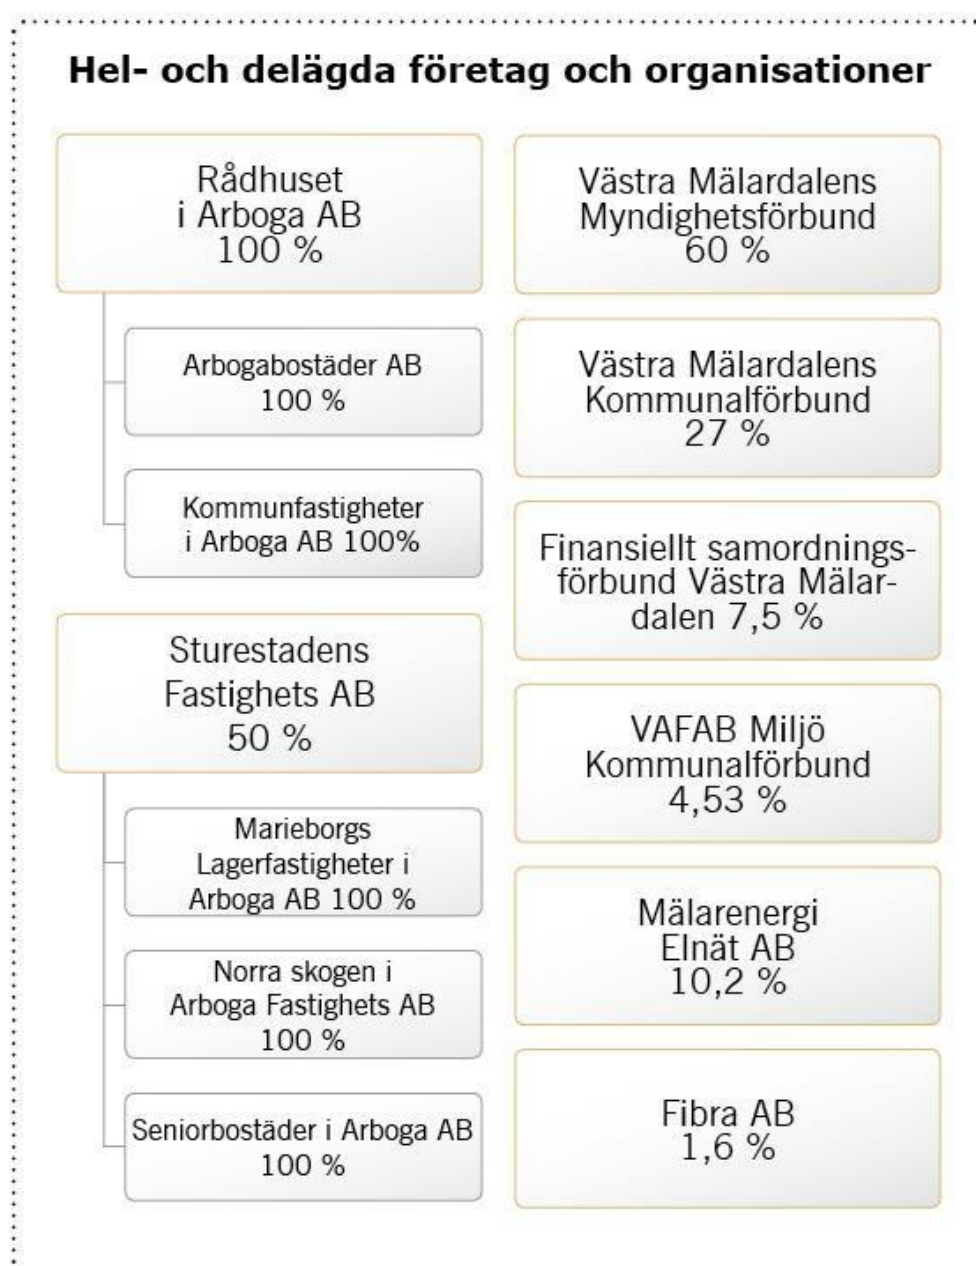 Hel- och delägda företag och organisationer
Rådhuset
i Arboga AB
100 %
Arbogabostäder AB
100 %
Kommunfastigheter
i Arboga AB 100%
Sturestadens
Fastighets AB
50 %
Marieborgs
Lagerfastigheter i
Arboga AB 100 %
Norra skogen i
Arboga Fastighets AB
100 %
Seniorbostäder i Arboga AB
100 %
Västra Mälardalens
Myndighetsförbund
60 %
Västra Mälardalens
Kommunalförbund
27 %
Finansiellt samordnings-
förbund Västra Mälar-
dalen 7,5 %
VAFAB Miljö
Kommunalförbund
4,53 %
Mälarenergi
Elnät AB
10,2 %
Fibra AB
1,6 %